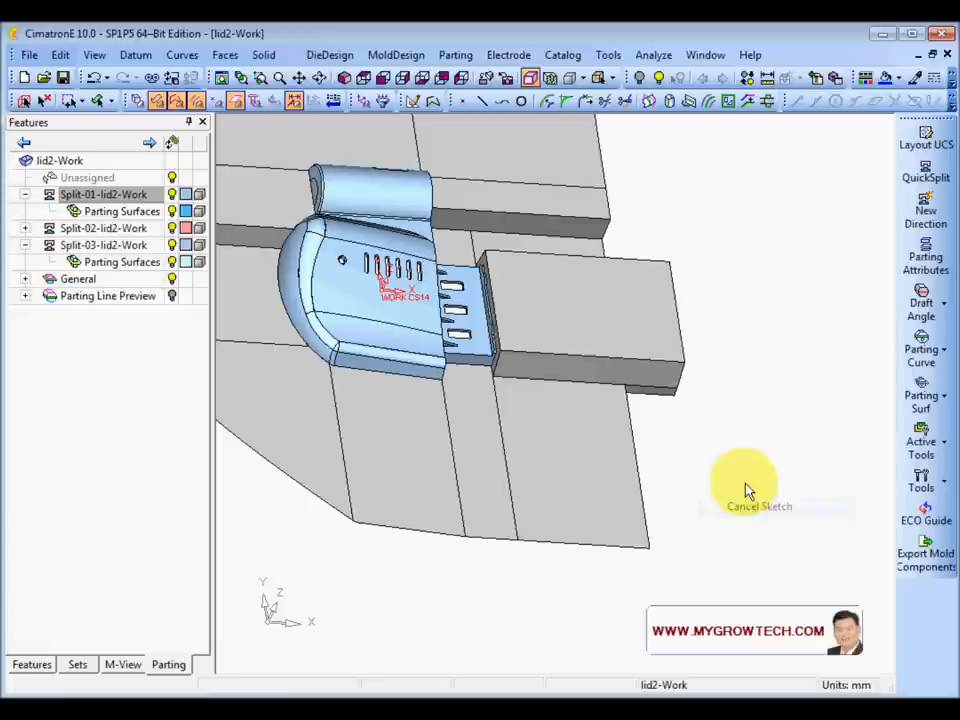 CimatronE 10.0 - SP1P5 64-Bit Edition - [lid2-Work]
File Edit View Datum Curves Faces Solid DieDesign MoldDesign Parting Electrode Catalog Tools Analyze Window Help
Features
lid2-Work
Unassigned
Split-01-lid2-Work
Parting Surfaces
Split-02-lid2-Work
Split-03-lid2-Work
Parting Surfaces
General
Parting Line Preview
Features Sets M-View Parting
X
WORK CS14
Cancel Sketch
Y
Z
X
WWW.MYGROWTECH.COM
lid2-Work
Units: mm
Layout UCS
QuickSplit
New
Direction
Parting
Attributes
Draft
Angle
Parting
Curve
Parting
Surf
Active
Tools
Tools
ECO Guide
Export Mold
Components